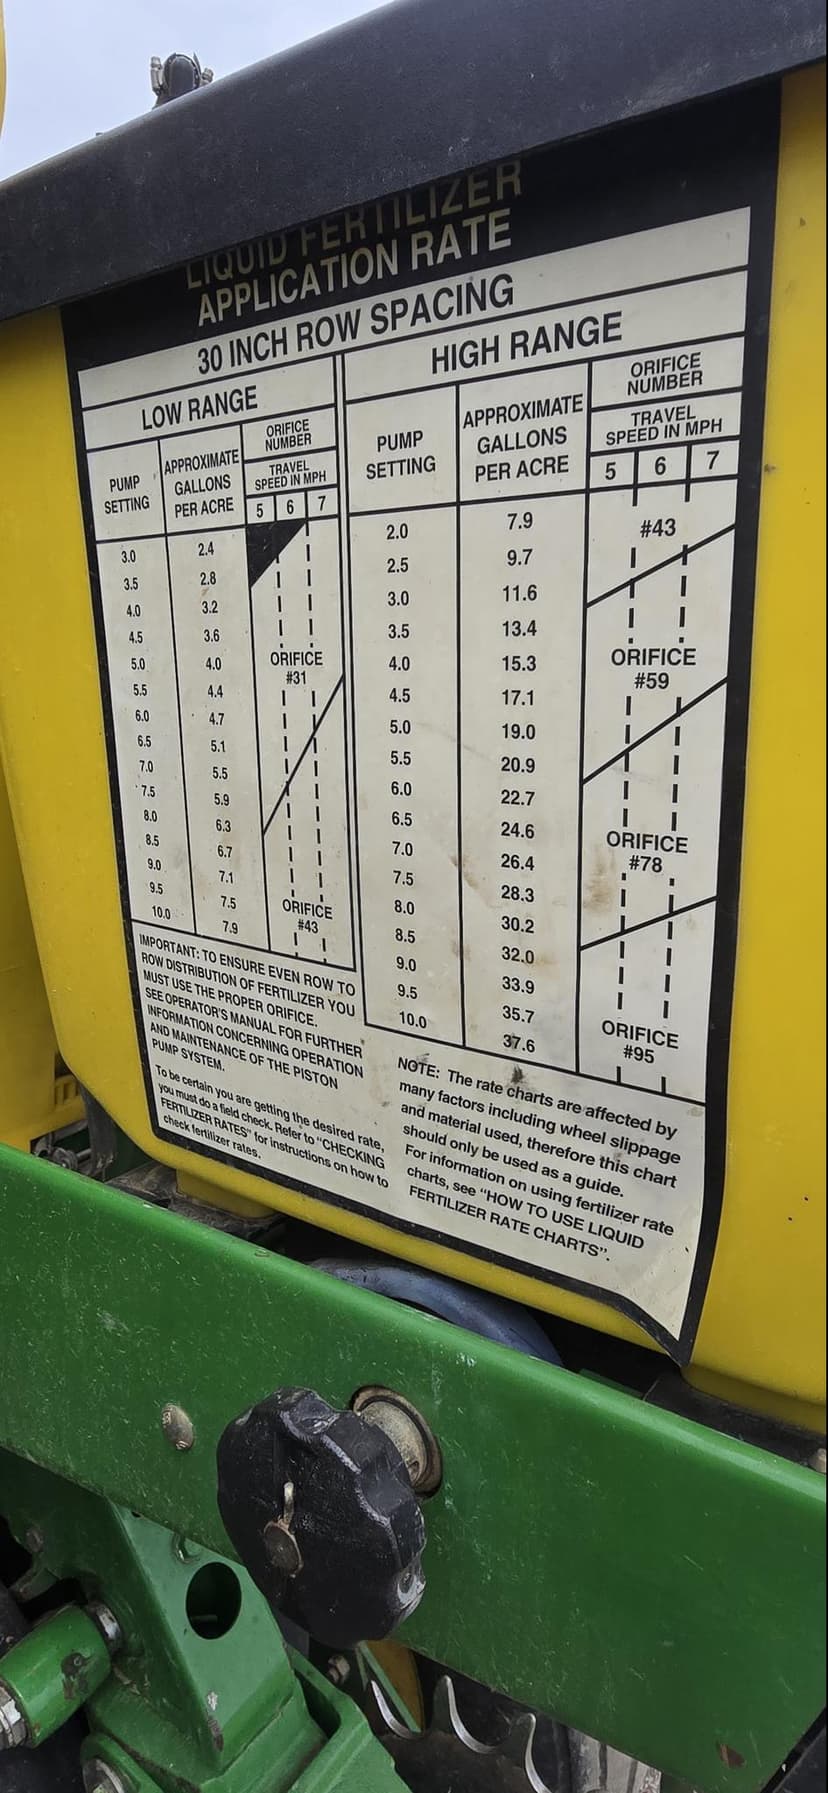 LIQUID FERTILIZER
APPLICATION RATE
30 INCH ROW SPACING
LOW RANGE
PUMP SETTING APPROXIMATE GALLONS PER ACRE ORIFICE NUMBER
TRAVEL SPEED IN MPH
5 6 7
3.0 2.4
3.5 2.8
4.0 3.2
4.5 3.6
5.0 4.0
5.5 4.4
6.0 4.7
6.5 5.1
7.0 5.5
7.5 5.9
8.0 6.3
8.5 6.7
9.0 7.1
9.5 7.5
10.0 7.9
ORIFICE
#31
ORIFICE
#43
HIGH RANGE
PUMP SETTING APPROXIMATE GALLONS PER ACRE ORIFICE NUMBER
TRAVEL SPEED IN MPH
5 6 7
2.0 7.9
2.5 9.7
3.0 11.6
3.5 13.4
4.0 15.3
4.5 17.1
5.0 19.0
5.5 20.9
6.0 22.7
6.5 24.6
7.0 26.4
7.5 28.3
8.0 30.2
8.5 32.0
9.0 33.9
9.5 35.7
10.0 37.6
#43
ORIFICE
#59
ORIFICE
#78
ORIFICE
#95
IMPORTANT: TO ENSURE EVEN ROW TO
ROW DISTRIBUTION OF FERTILIZER YOU
MUST USE THE PROPER ORIFICE.
SEE OPERATOR'S MANUAL FOR FURTHER
INFORMATION CONCERNING OPERATION
AND MAINTENANCE OF THE PISTON
PUMP SYSTEM.
To be certain you are getting the desired rate,
you must do a field check. Refer to "CHECKING
FERTILIZER RATES" for instructions on how to
check fertilizer rates.
NOTE: The rate charts are affected by
many factors including wheel slippage
and material used, therefore this chart
should only be used as a guide.
For information on using fertilizer rate
charts, see "HOW TO USE LIQUID
FERTILIZER RATE CHARTS".